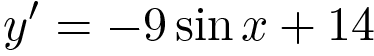 y′ = −9 sin x + 14